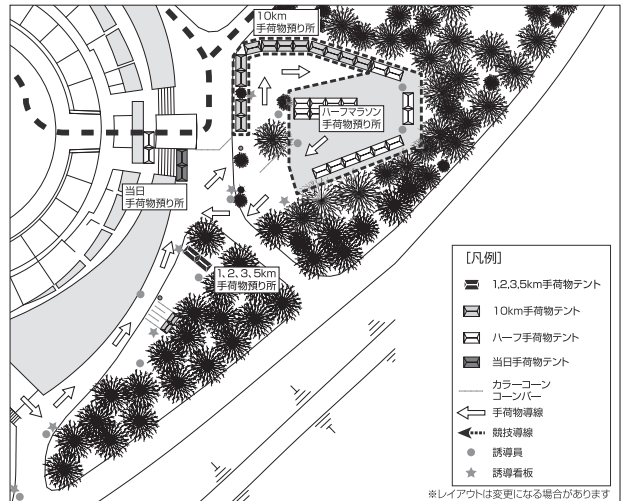 10km
手荷物預り所
ハーフマラソン
手荷物預り所
当日
手荷物預り所
1、2、3、5km
手荷物預り所
[凡例]
1,2,3,5km手荷物テント
10km手荷物テント
ハーフ手荷物テント
当日手荷物テント
カラーコーン
コーンバー
手荷物導線
競技導線
誘導員
誘導看板
※レイアウトは変更になる場合があります